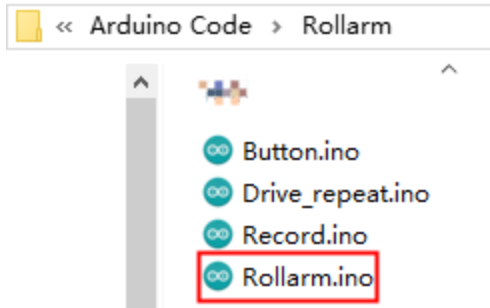 « Arduino Code > Rollarm
Button.ino
Drive_repeat.ino
Record.ino
Rollarm.ino